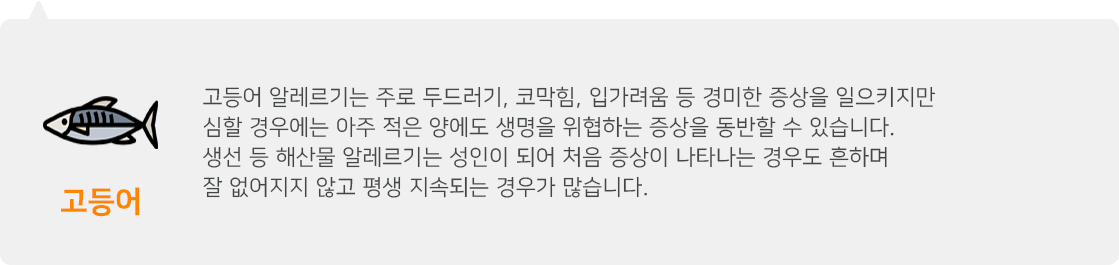 고등어 알레르기는 주로 두드러기, 코막힘, 입가려움 등 경미한 증상을 일으키지만
심할 경우에는 아주 적은 양에도 생명을 위협하는 증상을 동반할 수 있습니다.
생선 등 해산물 알레르기는 성인이 되어 처음 증상이 나타나는 경우도 흔하며
잘 없어지지 않고 평생 지속되는 경우가 많습니다.
고등어